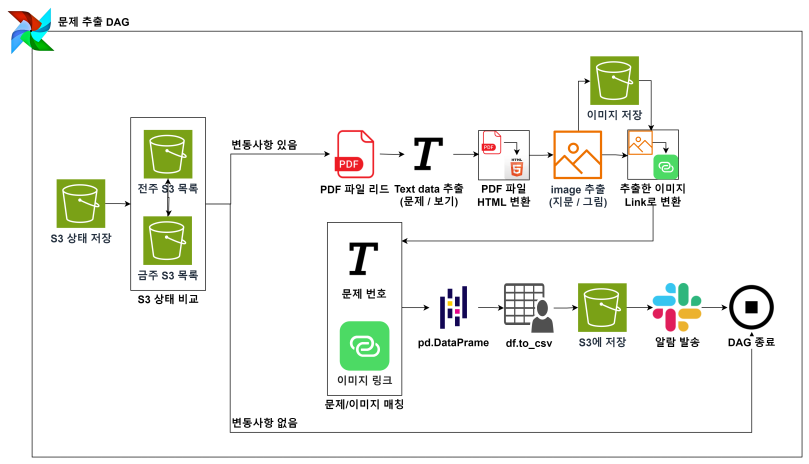 문제 추출 DAG
이미지 저장
변동사항 있음
PDF
PDF
HTML
전주 S3 목록
PDF 파일 리드
Text data 추출
(문제 / 보기)
PDF 파일
HTML 변환
image 추출
(지문 / 그림)
추출한 이미지
Link로 변환
S3 상태 저장
금주 S3 목록
S3 상태 비교
문제 번호
pd.DataPrame
df.to_csv
S3에 저장
알람 발송
DAG 종료
이미지 링크
문제/이미지 매칭
변동사항 없음